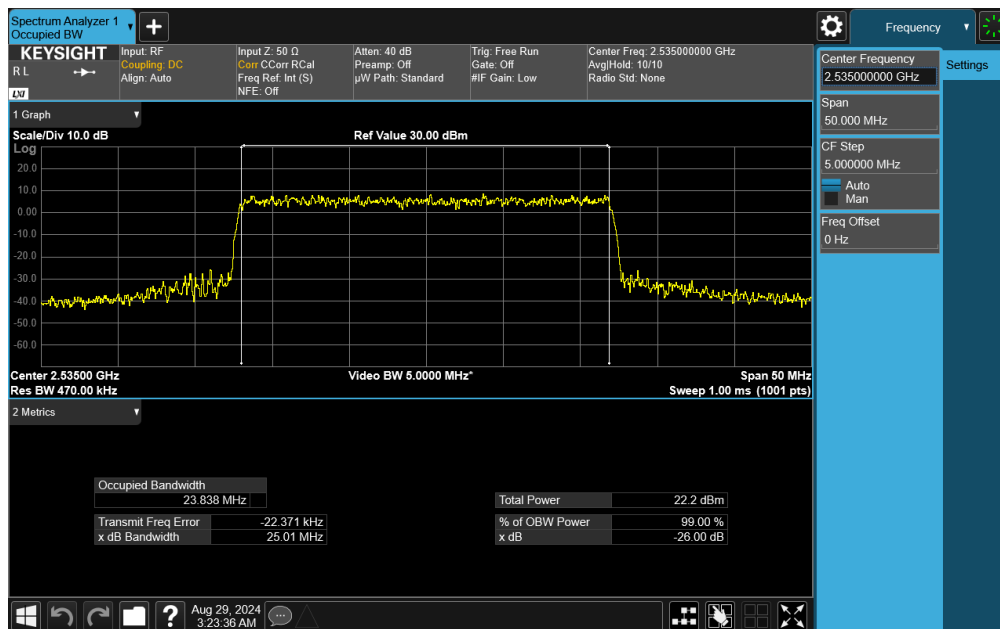 Spectrum Analyzer 1
Occupied BW
Frequency
KEYSIGHT
R L
LXI
Input: RF
Coupling: DC
Align: Auto
Input Z: 50 Ω
Corr CCorr RCal
Freq Ref: Int (S)
NFE: Off
Atten: 40 dB
Preamp: Off
µW Path: Standard
Trig: Free Run
Gate: Off
#IF Gain: Low
Center Freq: 2.535000000 GHz
Avg|Hold: 10/10
Radio Std: None
Center Frequency
2.535000000 GHz
Settings
Span
50.000 MHz
CF Step
5.000000 MHz
Auto
Man
Freq Offset
0 Hz
1 Graph
Scale/Div 10.0 dB
Ref Value 30.00 dBm
Log
20.0
10.0
0.00
-10.0
-20.0
-30.0
-40.0
-50.0
-60.0
Center 2.53500 GHz
Video BW 5.0000 MHz*
Span 50 MHz
Res BW 470.00 kHz
Sweep 1.00 ms (1001 pts)
2 Metrics
Occupied Bandwidth
23.838 MHz
Total Power 22.2 dBm
Transmit Freq Error -22.371 kHz
% of OBW Power 99.00 %
x dB Bandwidth 25.01 MHz
x dB -26.00 dB
?
Aug 29, 2024
3:23:36 AM